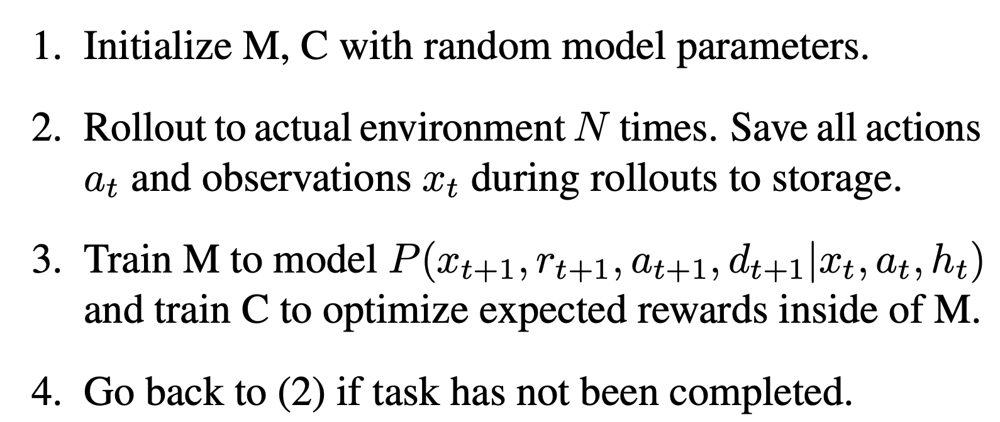 1. Initialize M, C with random model parameters.
2. Rollout to actual environment N times. Save all actions
a_t and observations x_t during rollouts to storage.
3. Train M to model P(x_{t+1}, r_{t+1}, a_{t+1}, d_{t+1}|x_t, a_t, h_t)
and train C to optimize expected rewards inside of M.
4. Go back to (2) if task has not been completed.